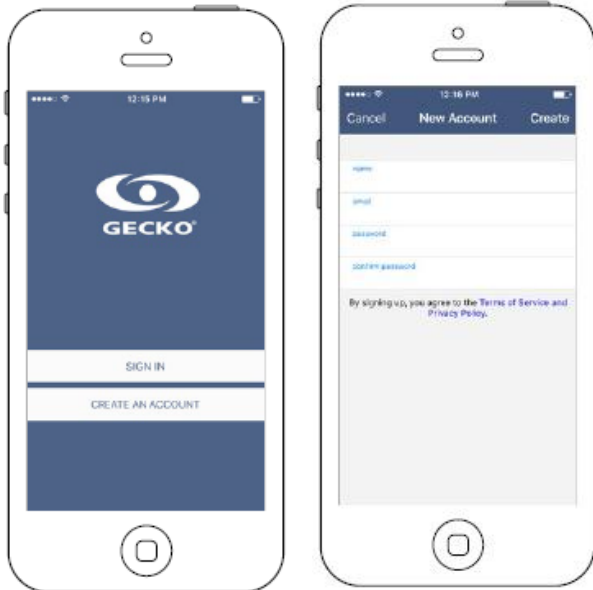 12:15 PM
GECKO
SIGN IN
CREATE AN ACCOUNT
12:16 PM
Cancel New Account Create
name
email
password
confirm password
By signing up, you agree to the Terms of Service and
Privacy Policy.